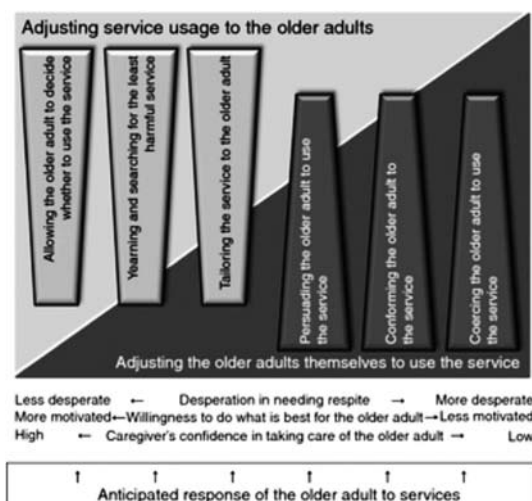 Adjusting service usage to the older adults
Allowing the older adult to decide
whether to use the service
Yearning and searching for the least
harmful service
Tailoring the service to the older adult
Persuading the older adult to use
the service
Conforming the older adult to
the service
Coercing the older adult to use
the service
Adjusting the older adults themselves to use the service
Less desperate ← Desperation in needing respite → More desperate
More motivated←Willingness to do what is best for the older adult→Less motivated
High ← Caregiver's confidence in taking care of the older adult → Low
↑ ↑ ↑ ↑ ↑ ↑
Anticipated response of the older adult to services